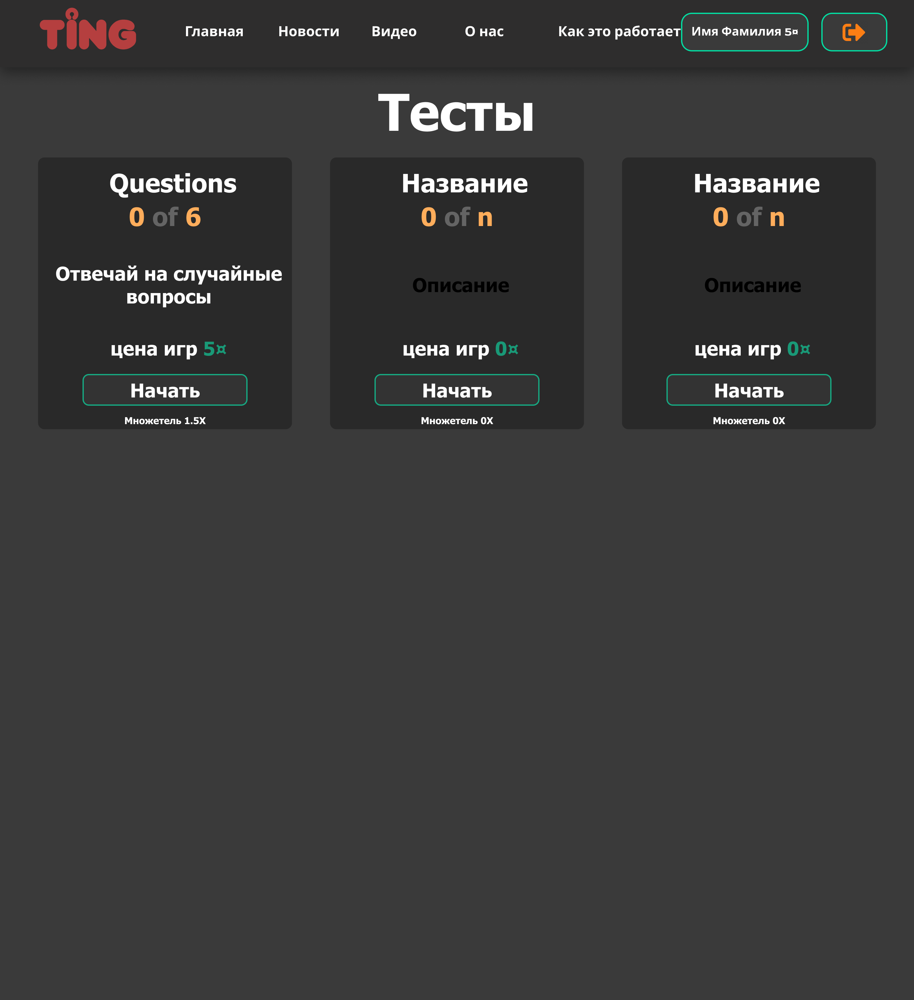 TiNG
Главная Новости Видео О нас Как это работает Имя Фамилия 5¤
Тесты
Questions
0 of 6
Отвечай на случайные
вопросы
цена игр 5¤
Начать
Множетель 1.5X
Название
0 of n
Описание
цена игр 0¤
Начать
Множетель 0X
Название
0 of n
Описание
цена игр 0¤
Начать
Множетель 0X